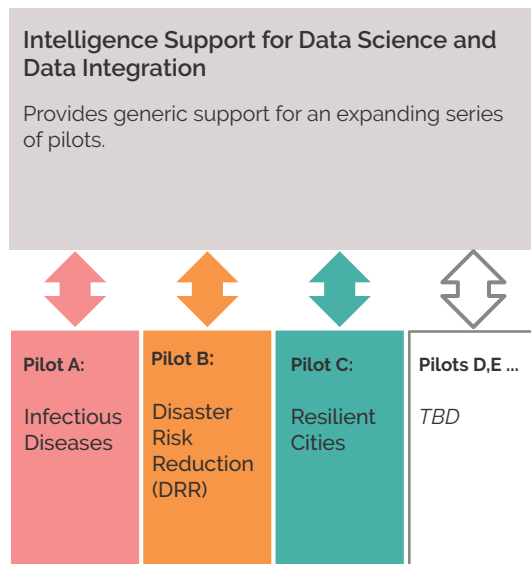 Intelligence Support for Data Science and
Data Integration
Provides generic support for an expanding series
of pilots.
Pilot A:
Infectious
Diseases
Pilot B:
Disaster
Risk
Reduction
(DRR)
Pilot C:
Resilient
Cities
Pilots D,E ...
TBD